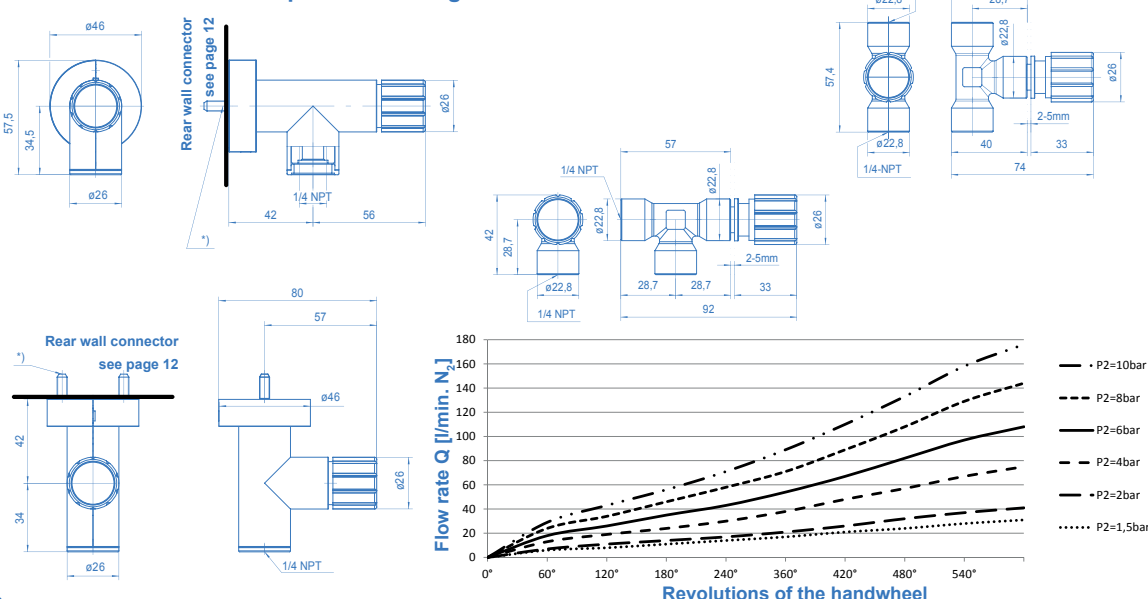 ø46
57,5
34,5
ø26
Rear wall connector
see page 12
ø26
1/4 NPT
42
56
*)
57,4
ø22,8
1/4-NPT
ø22,8
ø26
2-5mm
40
33
74
57
1/4 NPT
ø22,8
42
28,7
ø22,8
ø22,8
1/4 NPT
ø26
2-5mm
28,7
28,7
33
92
Rear wall connector
see page 12
*)
42
34
ø26
80
57
ø46
ø26
1/4 NPT
Flow rate Q [l/min. N2]
180
160
140
120
100
80
60
40
20
0
0°
60°
120°
180°
240°
360°
420°
480°
540°
Revolutions of the handwheel
P2=10bar
P2=8bar
P2=6bar
P2=4bar
P2=2bar
P2=1,5bar